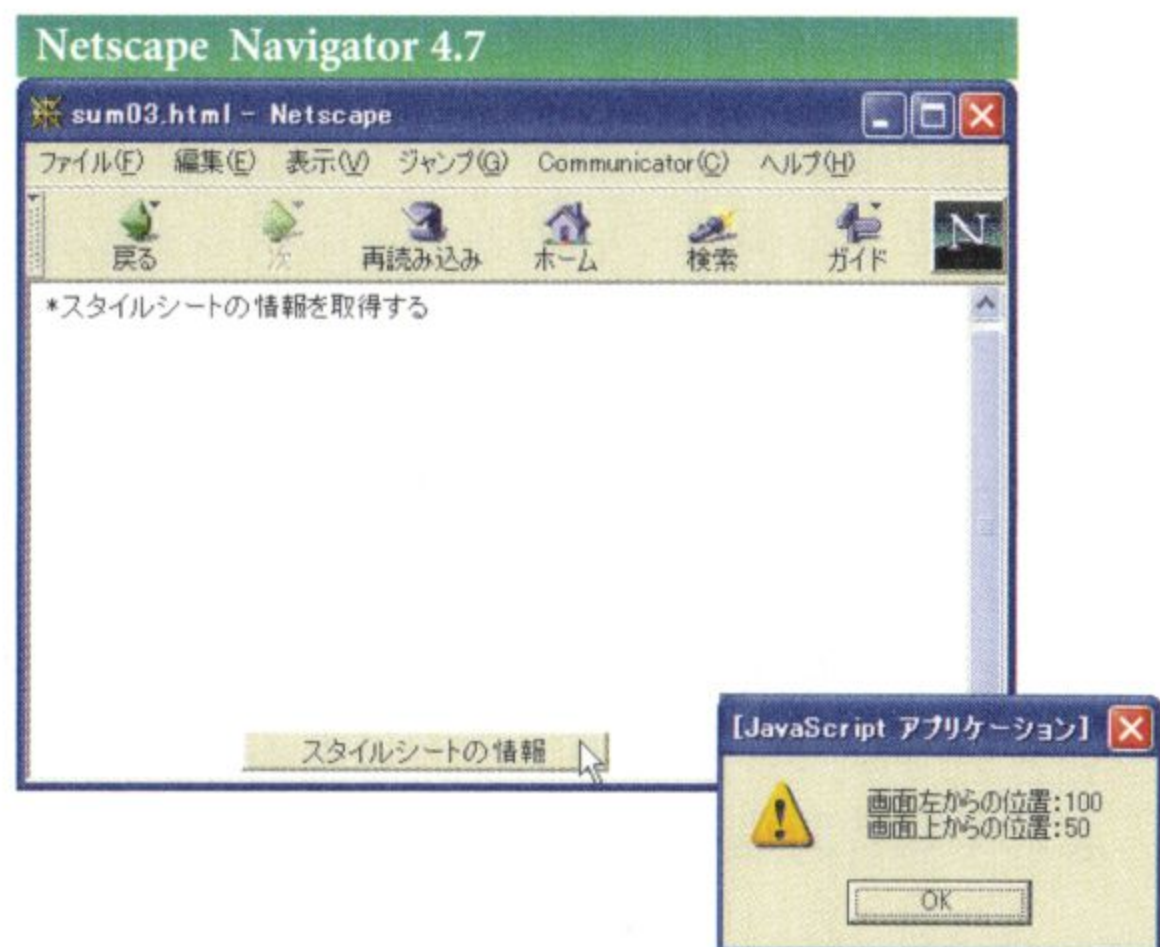 Netscape Navigator 4.7
sum03.html - Netscape
ファイル(F) 編集(E) 表示(V) ジャンプ(G) Communicator(C) ヘルプ(H)
戻る 次 再読み込み ホーム 検索 ガイド N
*スタイルシートの情報を取得する
スタイルシートの情報
[JavaScript アプリケーション]
画面左からの位置:100
画面上からの位置:50
OK